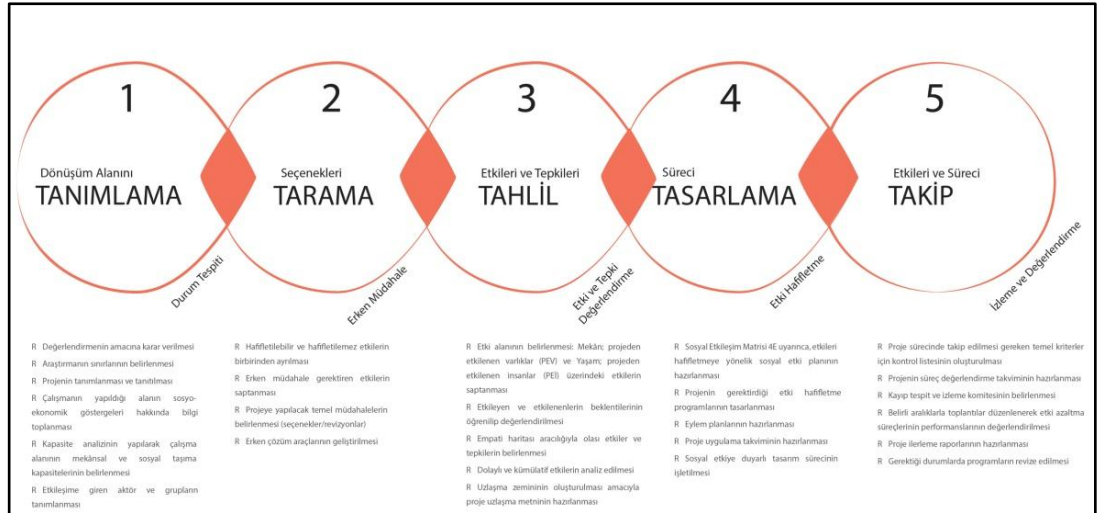 1
Dönüşüm Alanını
TANIMLAMA
Durum Tespiti
2
Seçenekleri
TARAMA
Erken Müdahale
3
Etkileri ve Tepkileri
TAHLİL
Etki ve Tepki
Değerlendirme
4
Süreci
TASARLAMA
Etki Hafifletme
5
Etkileri ve Süreci
TAKİP
İzleme ve Değerlendirme
R Değerlendirmenin amacına karar verilmesi
R Araştırmanın sınırlarının belirlenmesi
R Projenin tanımlanması ve tanıtılması
R Çalışmanın yapıldığı alanın sosyo-
ekonomik göstergeleri hakkında bilgi
toplanması
R Kapasite analizinin yapılarak çalışma
alanının mekânsal ve sosyal taşıma
kapasitelerinin belirlenmesi
R Etkileşime giren aktör ve grupların
tanımlanması
R Hafifletilebilir ve hafifletilemez etkilerin
birbirinden ayrılması
R Erken müdahale gerektiren etkilerin
saptanması
R Projeye yapılacak temel müdahalelerin
belirlenmesi (seçenekler/revizyonlar)
R Erken çözüm araçlarının geliştirilmesi
R Etki alanının belirlenmesi: Mekân; projeden
etkilenen varlıklar (PEV) ve Yaşam; projeden
etkilenen insanlar (PEİ) üzerindeki etkilerin
saptanması
R Etkileyen ve etkilenenlerin beklentilerinin
öğrenilip değerlendirilmesi
R Empati haritası aracılığıyla olası etkiler ve
tepkilerin belirlenmesi
R Dolaylı ve kümülatif etkilerin analiz edilmesi
R Uzlaşma zemininin oluşturulması amacıyla
proje uzlaşma metninin hazırlanması
R Sosyal Etkileşim Matrisi 4E uyarınca, etkileri
hafifletmeye yönelik sosyal etki planının
hazırlanması
R Projenin gerektirdiği etki hafifletme
programlarının tasarlanması
R Eylem planlarının hazırlanması
R Proje uygulama takviminin hazırlanması
R Sosyal etkiye duyarlı tasarım sürecinin
işletilmesi
R Proje sürecinde takip edilmesi gereken temel kriterler
için kontrol listesinin oluşturulması
R Projenin süreç değerlendirme takviminin hazırlanması
R Kayıp tespit ve izleme komitesinin belirlenmesi
R Belirli aralıklarla toplantılar düzenlenerek etki azaltma
süreçlerinin performanslarının değerlendirilmesi
R Proje ilerleme raporlarının hazırlanması
R Gerektiği durumlarda programların revize edilmesi